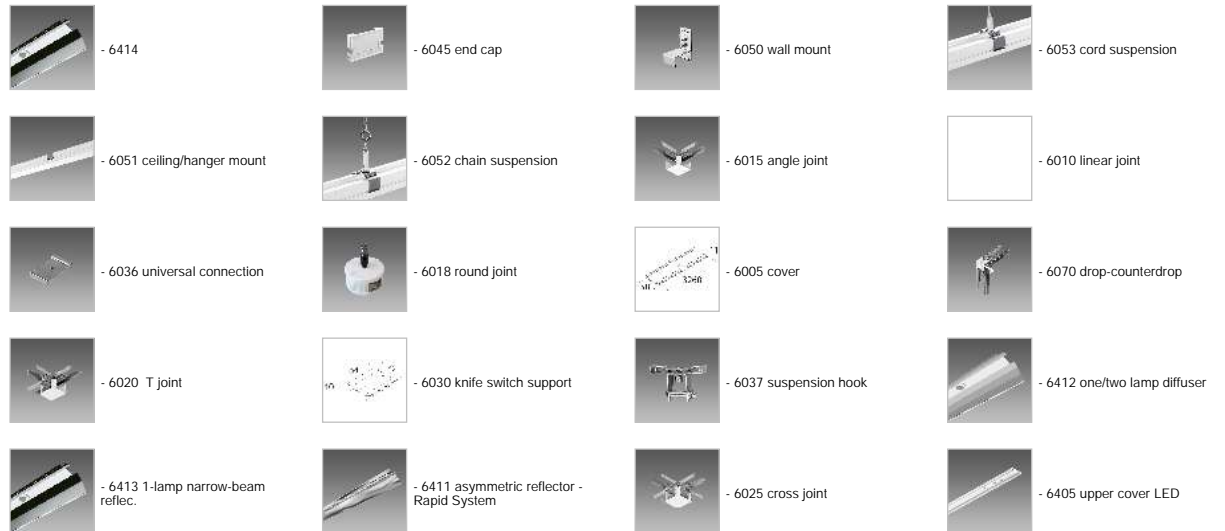 - 6414
- 6045 end cap
- 6050 wall mount
- 6053 cord suspension
- 6051 ceiling/hanger mount
- 6052 chain suspension
- 6015 angle joint
- 6010 linear joint
- 6036 universal connection
- 6018 round joint
- 6005 cover
- 6070 drop-counterdrop
- 6020 T joint
- 6030 knife switch support
- 6037 suspension hook
- 6412 one/two lamp diffuser
- 6413 1-lamp narrow-beam
reflec.
- 6411 asymmetric reflector -
Rapid System
- 6025 cross joint
- 6405 upper cover LED